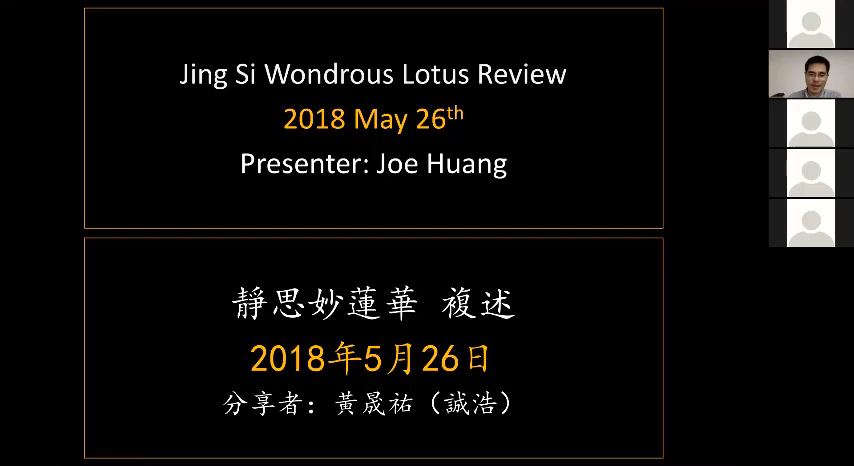 Jing Si Wondrous Lotus Review
2018 May 26th
Presenter: Joe Huang
靜思妙蓮華 複述
2018年5月26日
分享者：黃晟祐（誠浩）